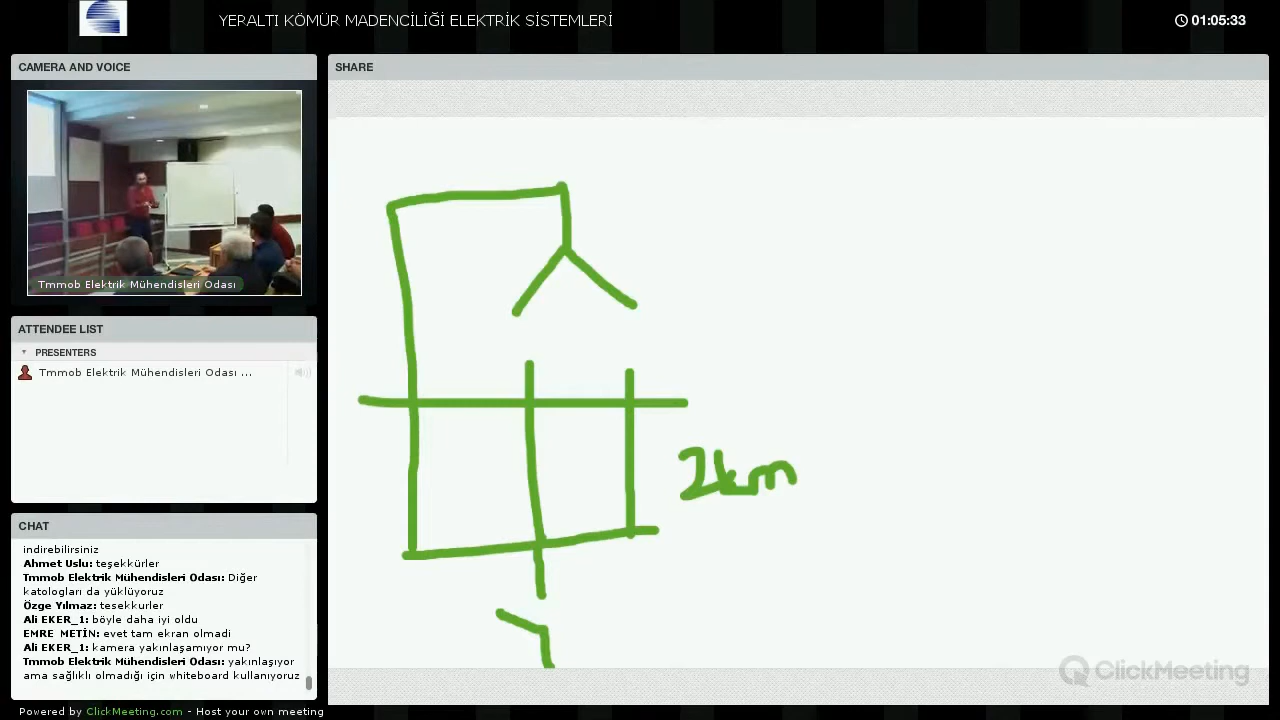 YERALTI KÖMÜR MADENCİLİĞİ ELEKTRİK SİSTEMLERİ
01:05:33
CAMERA AND VOICE
Tmmob Elektrik Mühendisleri Odası
ATTENDEE LIST
PRESENTERS
Tmmob Elektrik Mühendisleri Odası ...
CHAT
indirebilirsiniz
Ahmet Uslu: teşekkürler
Tmmob Elektrik Mühendisleri Odası: Diğer
katologları da yüklüyoruz
Özge Yılmaz: tesekkurler
Ali EKER_1: böyle daha iyi oldu
EMRE METİN: evet tam ekran olmadi
Ali EKER_1: kamera yakınlaşamıyor mu?
Tmmob Elektrik Mühendisleri Odası: yakınlaşıyor
ama sağlıklı olmadığı için whiteboard kullanıyoruz
Powered by ClickMeeting.com - Host your own meeting
SHARE
2km
ClickMeeting